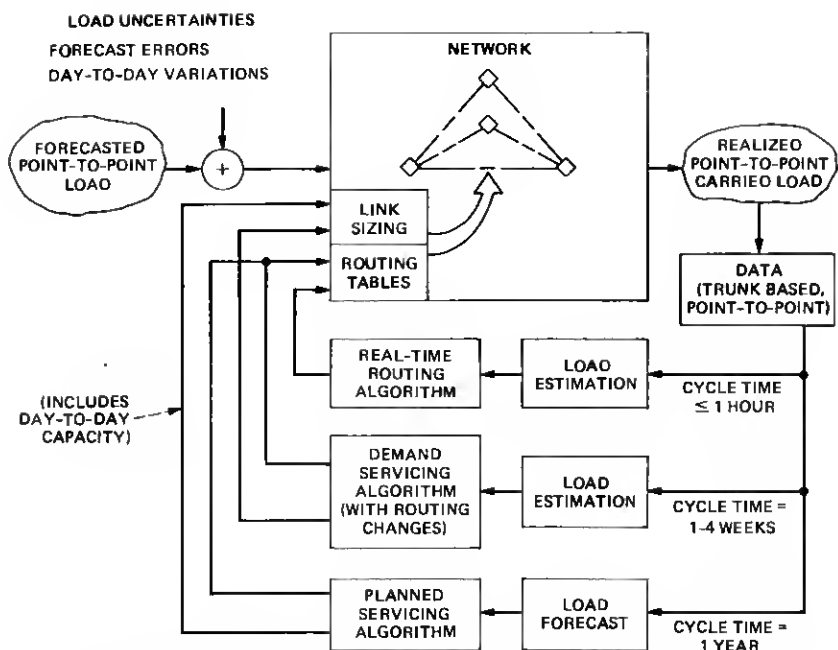 LOAD UNCERTAINTIES
FORECAST ERRORS
DAY-TO-DAY VARIATIONS
NETWORK
FORECASTED
POINT-TO-POINT
LOAD
+
REALIZED
POINT-TO-POINT
CARRIED LOAD
LINK
SIZING
ROUTING
TABLES
DATA
(TRUNK BASED,
POINT-TO-POINT)
REAL-TIME
ROUTING
ALGORITHM
LOAD
ESTIMATION
CYCLE TIME
≤ 1 HOUR
(INCLUDES
DAY-TO-DAY
CAPACITY)
DEMAND
SERVICING
ALGORITHM
(WITH ROUTING
CHANGES)
LOAD
ESTIMATION
CYCLE TIME =
1-4 WEEKS
PLANNED
SERVICING
ALGORITHM
LOAD
FORECAST
CYCLE TIME =
1 YEAR